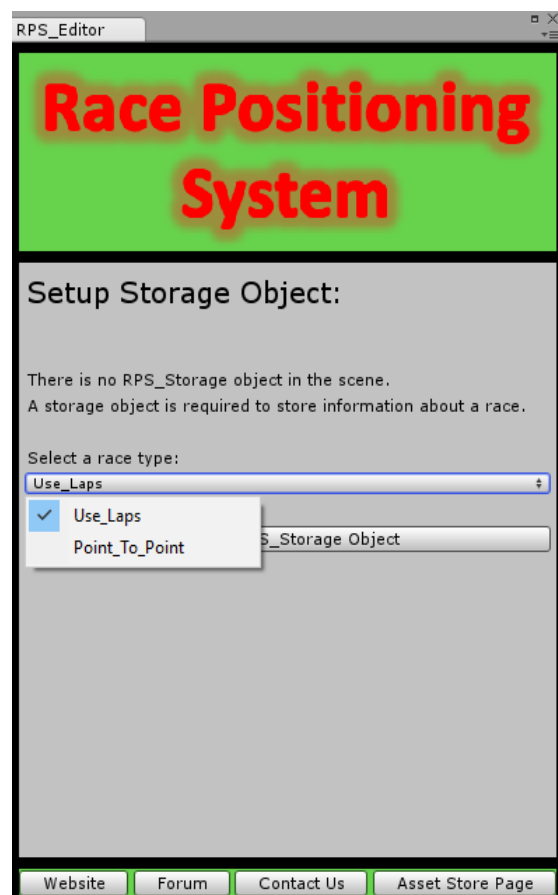 RPS_Editor
Race Positioning
System
Setup Storage Object:
There is no RPS_Storage object in the scene.
A storage object is required to store information about a race.
Select a race type:
Use_Laps
Use_Laps
Point_To_Point
S_Storage Object
Website Forum Contact Us Asset Store Page